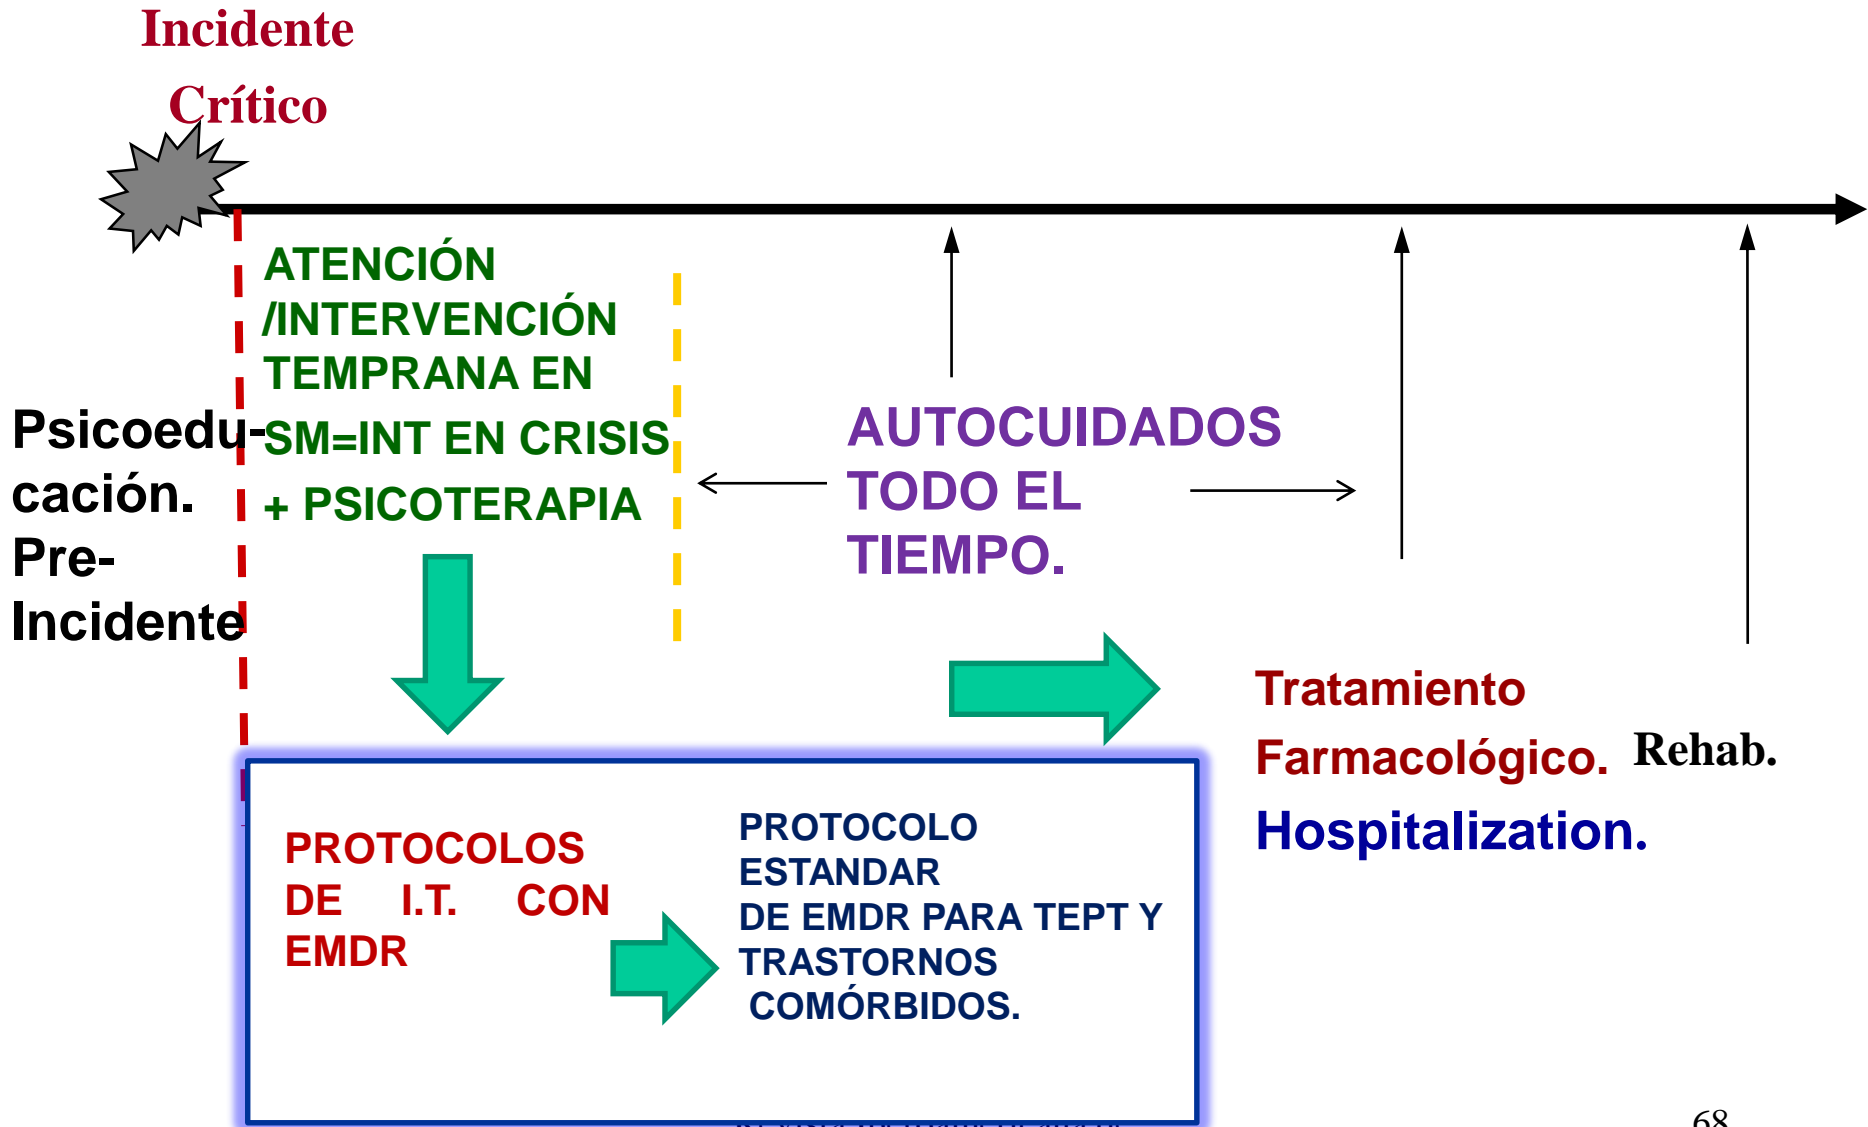 Incidente
Crítico
ATENCIÓN
/INTERVENCIÓN
TEMPRANA EN
SM=INT EN CRISIS
+ PSICOTERAPIA
Psicoedu-
cación.
Pre-
Incidente
AUTOCUIDADOS
TODO EL
TIEMPO.
Tratamiento
Farmacológico.
Hospitalization.
Rehab.
PROTOCOLOS
DE I.T. CON
EMDR
PROTOCOLO
ESTANDAR
DE EMDR PARA TEPT Y
TRASTORNOS
COMÓRBIDOS.
68